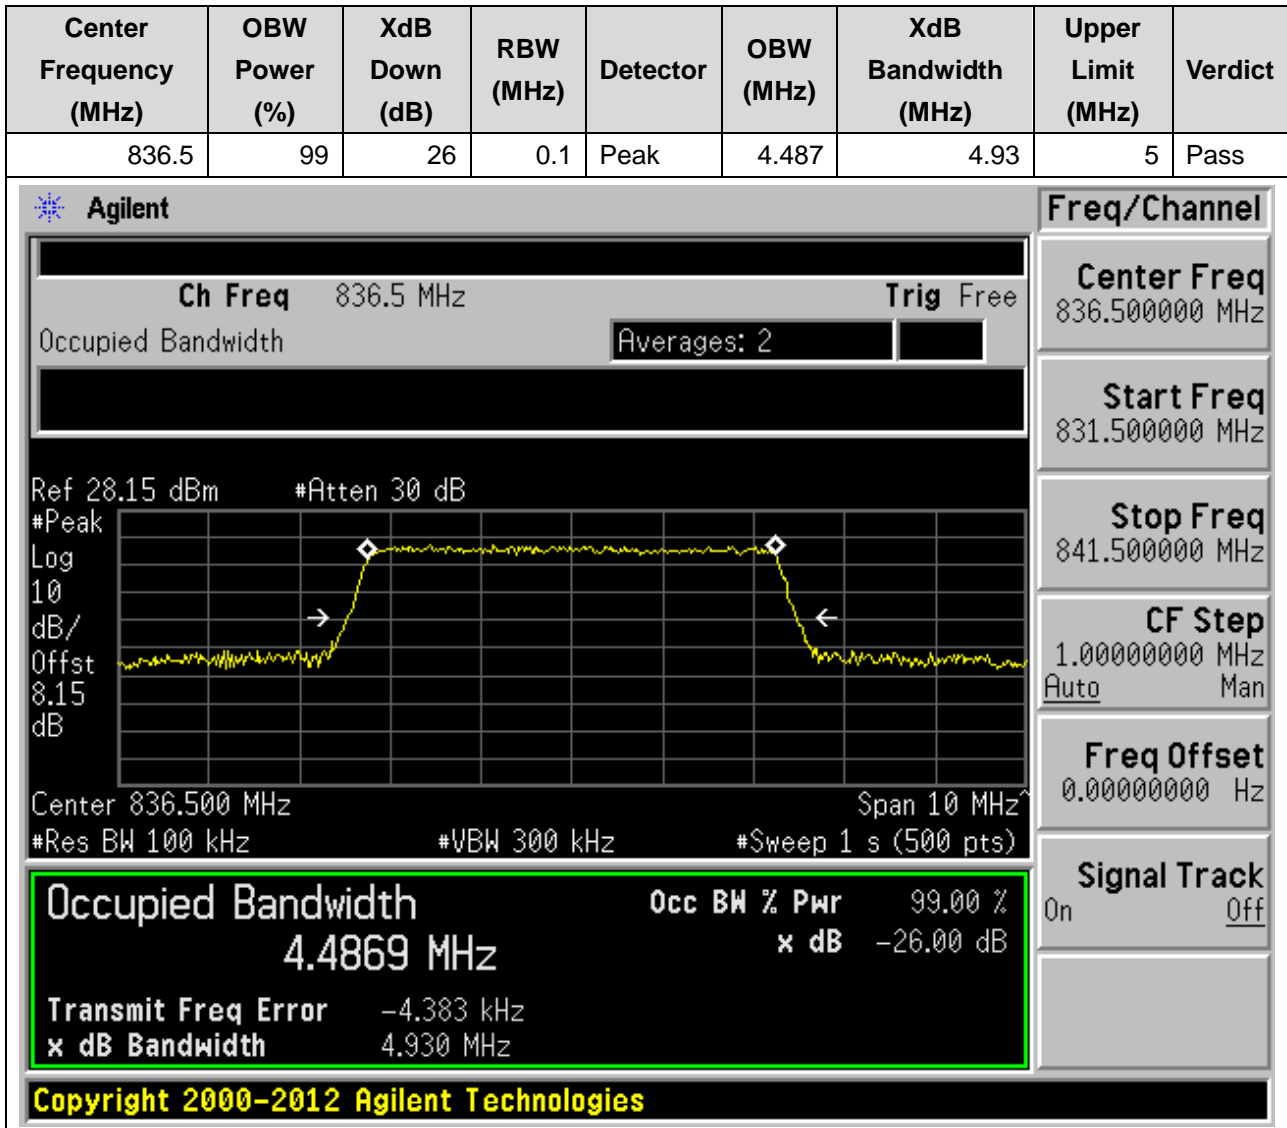 Center Frequency (MHz) OBW Power (%) XdB Down (dB) RBW (MHz) Detector OBW (MHz) XdB Bandwidth (MHz) Upper Limit (MHz) Verdict
836.5 99 26 0.1 Peak 4.487 4.93 5 Pass
Agilent
Freq/Channel
Ch Freq 836.5 MHz Trig Free
Occupied Bandwidth Averages: 2
Center Freq
836.500000 MHz
Start Freq
831.500000 MHz
Stop Freq
841.500000 MHz
CF Step
1.00000000 MHz
Auto Man
Freq Offset
0.00000000 Hz
Signal Track
On Off
Ref 28.15 dBm #Atten 30 dB
#Peak
Log
10
dB/
Offst
8.15
dB
Center 836.500 MHz Span 10 MHz^
#Res BW 100 kHz #VBW 300 kHz #Sweep 1 s (500 pts)
Occupied Bandwidth Occ BW % Pwr 99.00 %
4.4869 MHz x dB -26.00 dB
Transmit Freq Error -4.383 kHz
x dB Bandwidth 4.930 MHz
Copyright 2000-2012 Agilent Technologies